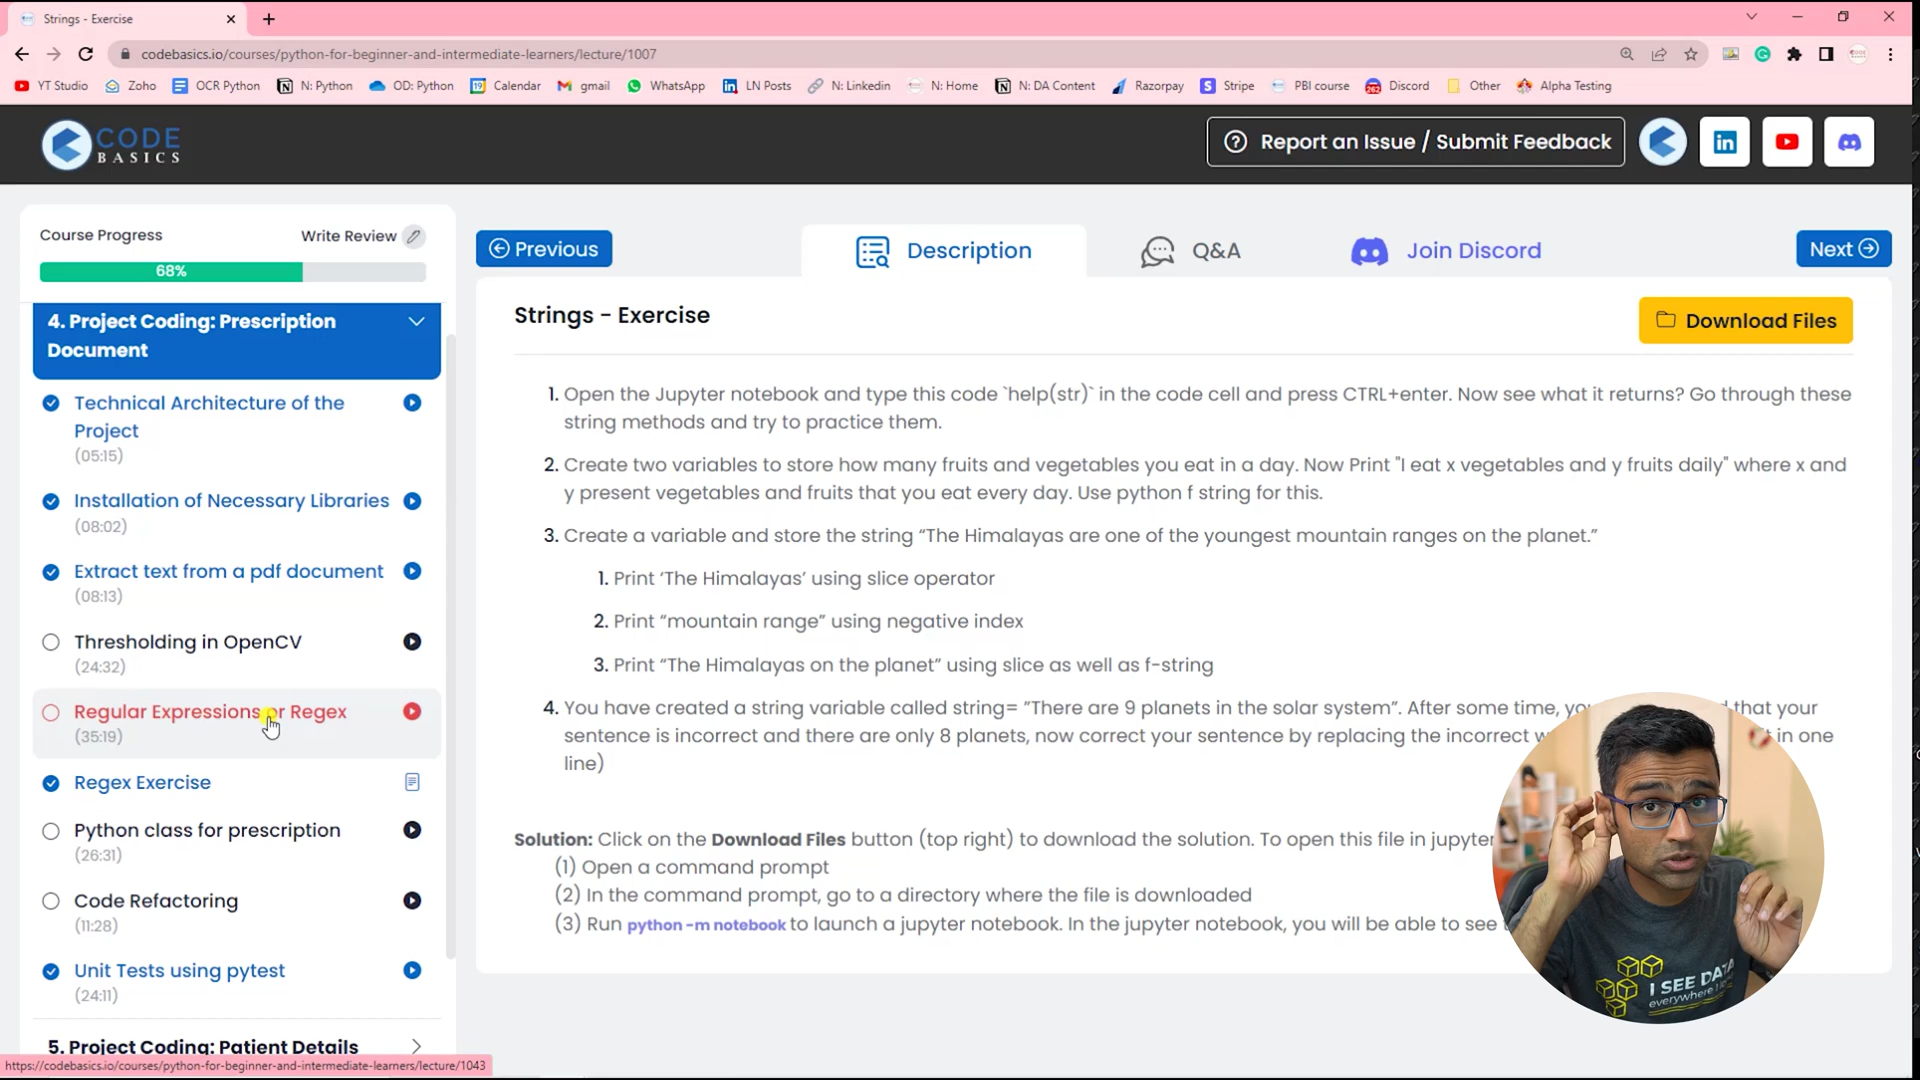 Strings - Exercise
codebasics.io/courses/python-for-beginner-and-intermediate-learners/lecture/1007
YT Studio
Zoho
OCR Python
N: Python
OD: Python
Calendar
gmail
WhatsApp
LN Posts
N: Linkedin
N: Home
N: DA Content
Razorpay
Stripe
PBI course
Discord
Other
Alpha Testing
CODE
BASICS
Report an Issue / Submit Feedback
Course Progress
Write Review
68%
4. Project Coding: Prescription
Document
Technical Architecture of the
Project
(05:15)
Installation of Necessary Libraries
(08:02)
Extract text from a pdf document
(08:13)
Thresholding in OpenCV
(24:32)
Regular Expressions or Regex
(35:19)
Regex Exercise
Python class for prescription
(26:31)
Code Refactoring
(11:28)
Unit Tests using pytest
(24:11)
5. Project Coding: Patient Details
https://codebasics.io/courses/python-for-beginner-and-intermediate-learners/lecture/1043
Previous
Description
Q&A
Join Discord
Next
Strings - Exercise
Download Files
1. Open the Jupyter notebook and type this code `help(str)` in the code cell and press CTRL+enter. Now see what it returns? Go through these
string methods and try to practice them.
2. Create two variables to store how many fruits and vegetables you eat in a day. Now Print "I eat x vegetables and y fruits daily" where x and
y present vegetables and fruits that you eat every day. Use python f string for this.
3. Create a variable and store the string “The Himalayas are one of the youngest mountain ranges on the planet.”
1. Print ‘The Himalayas’ using slice operator
2. Print “mountain range” using negative index
3. Print “The Himalayas on the planet” using slice as well as f-string
4. You have created a string variable called string= "There are 9 planets in the solar system”. After some time, that your
sentence is incorrect and there are only 8 planets, now correct your sentence by replacing the incorrect in one
line)
Solution: Click on the Download Files button (top right) to download the solution. To open this file in jupyter
(1) Open a command prompt
(2) In the command prompt, go to a directory where the file is downloaded
(3) Run python -m notebook to launch a jupyter notebook. In the jupyter notebook, you will be able to see
I SEE DATA
everywhere I